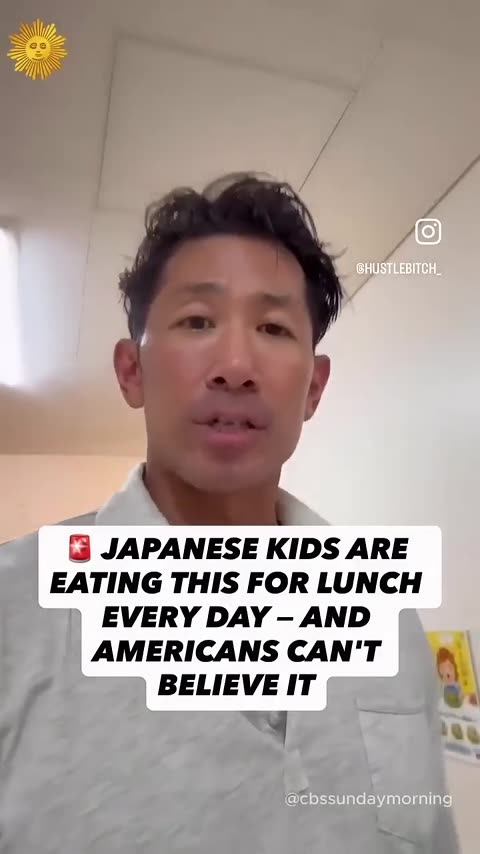 @HUSTLEBITCH_
🚨 JAPANESE KIDS ARE
EATING THIS FOR LUNCH
EVERY DAY – AND
AMERICANS CAN'T
BELIEVE IT
@cbssundaymorning